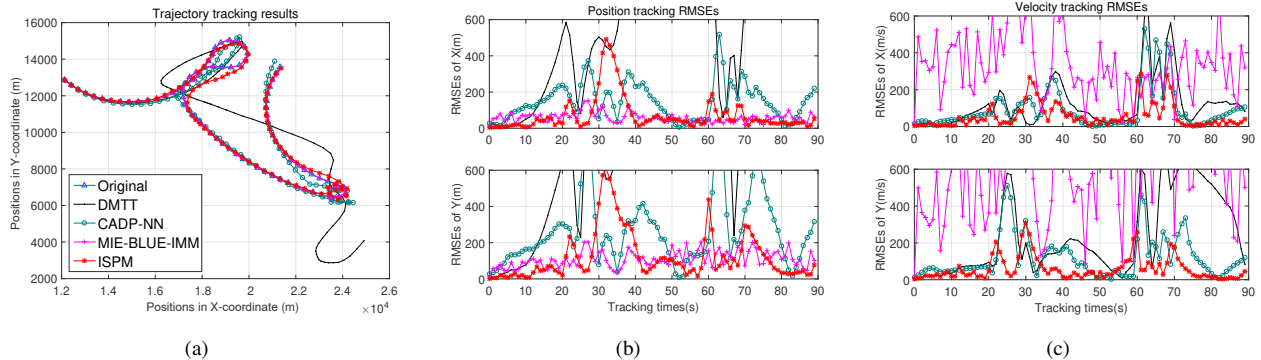 Trajectory tracking results
Positions in Y-coordinate (m)
16000
14000
12000
10000
8000
6000
4000
2000
Original
DMTT
CADP-NN
MIE-BLUE-IMM
ISPM
1.2 1.4 1.6 1.8 2 2.2 2.4 2.6
Positions in X-coordinate (m)
×10⁴
(a)
Position tracking RMSEs
RMSEs of X(m)
600
400
200
0
0 10 20 30 40 50 60 70 80 90
RMSEs of Y(m)
600
400
200
0
0 10 20 30 40 50 60 70 80 90
Tracking times(s)
(b)
Velocity tracking RMSEs
RMSEs of X(m/s)
600
400
200
0
0 10 20 30 40 50 60 70 80 90
RMSEs of Y(m/s)
600
400
200
0
0 10 20 30 40 50 60 70 80 90
Tracking times(s)
(c)